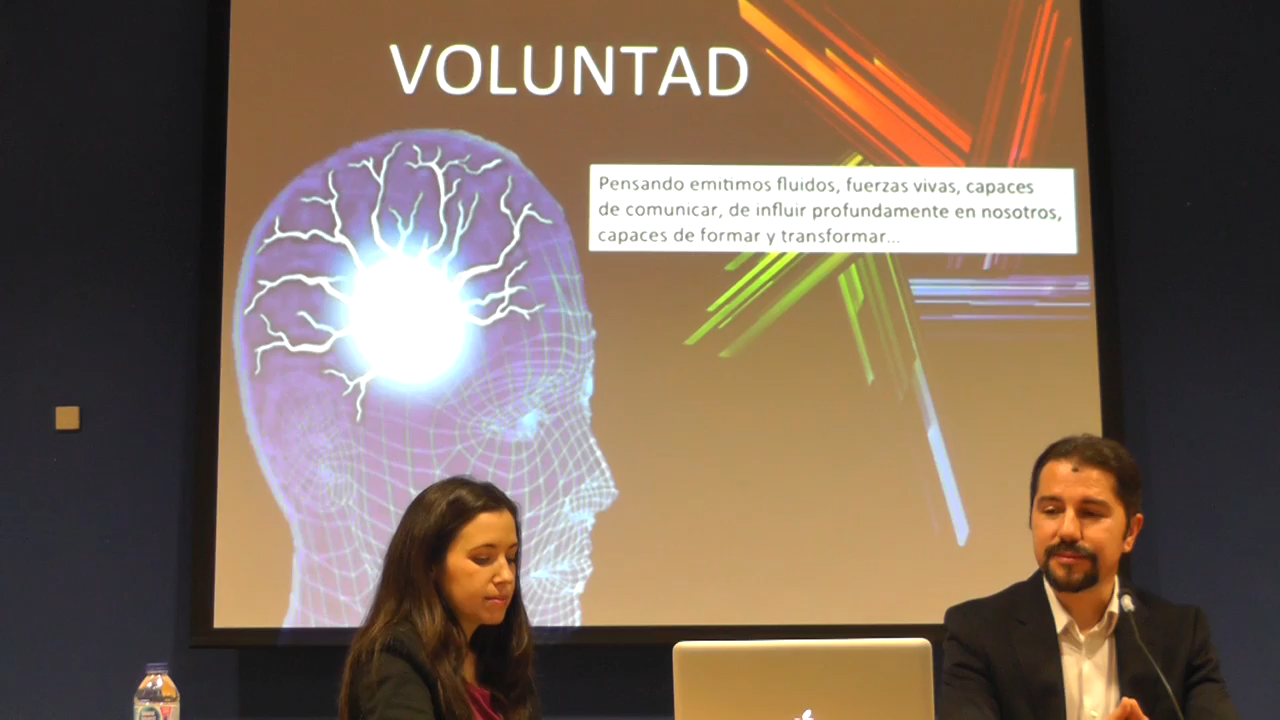 VOLUNTAD
Pensando emitimos fluidos, fuerzas vivas, capaces
de comunicar, de influir profundamente en nosotros,
capaces de formar y transformar...